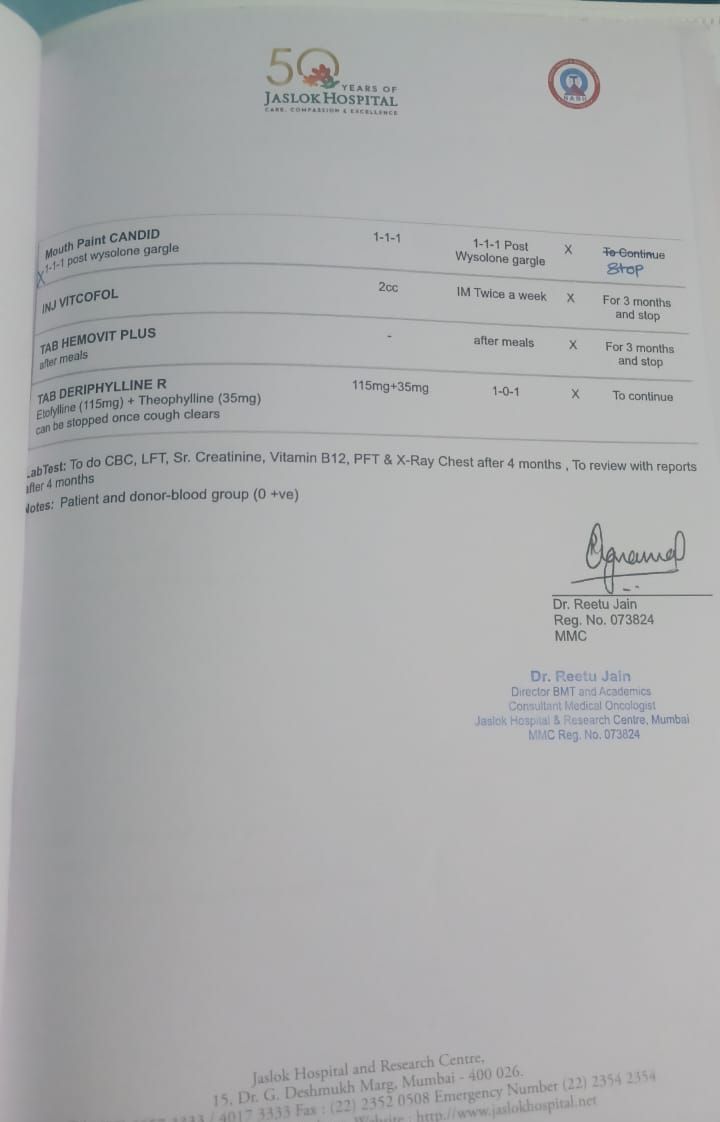 50
YEARS OF
JASLOK HOSPITAL
CARE, COMPASSION & EXCELLENCE
NABH
Mouth Paint CANDID 1-1-1 1-1-1 Post X To Continue
X 1-1-1 post wysolone gargle Wysolone gargle STOP
INJ VITCOFOL 2cc IM Twice a week X For 3 months
and stop
TAB HEMOVIT PLUS - after meals X For 3 months
after meals and stop
TAB DERIPHYLLINE R 115mg+35mg 1-0-1 X To continue
Etofylline (115mg) + Theophylline (35mg)
can be stopped once cough clears
LabTest: To do CBC, LFT, Sr. Creatinine, Vitamin B12, PFT & X-Ray Chest after 4 months , To review with reports
after 4 months
Notes: Patient and donor-blood group (0 +ve)
Dr. Reetu Jain
Reg. No. 073824
MMC
Dr. Reetu Jain
Director BMT and Academics
Consultant Medical Oncologist
Jaslok Hospital & Research Centre, Mumbai
MMC Reg. No. 073824
Jaslok Hospital and Research Centre,
15, Dr. G. Deshmukh Marg, Mumbai - 400 026.
/ 4017 3333 Fax : (22) 2352 0508 Emergency Number (22) 2354 2354
Website : http://www.jaslokhospital.net